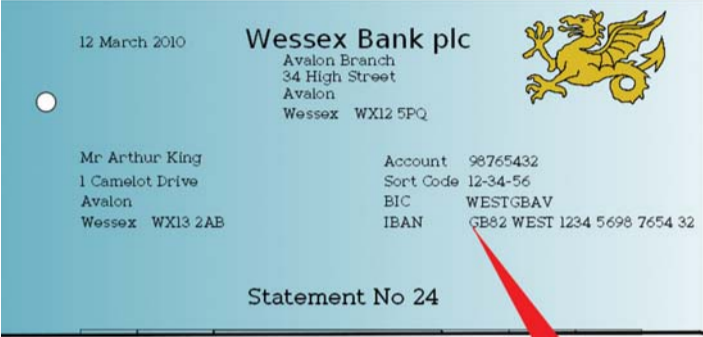 12 March 2010
Wessex Bank plc
Avalon Branch
34 High Street
Avalon
Wessex WX12 5PQ
Mr Arthur King
1 Camelot Drive
Avalon
Wessex WX13 2AB
Account 98765432
Sort Code 12-34-56
BIC WESTGBAV
IBAN GB82 WEST 1234 5698 7654 32
Statement No 24